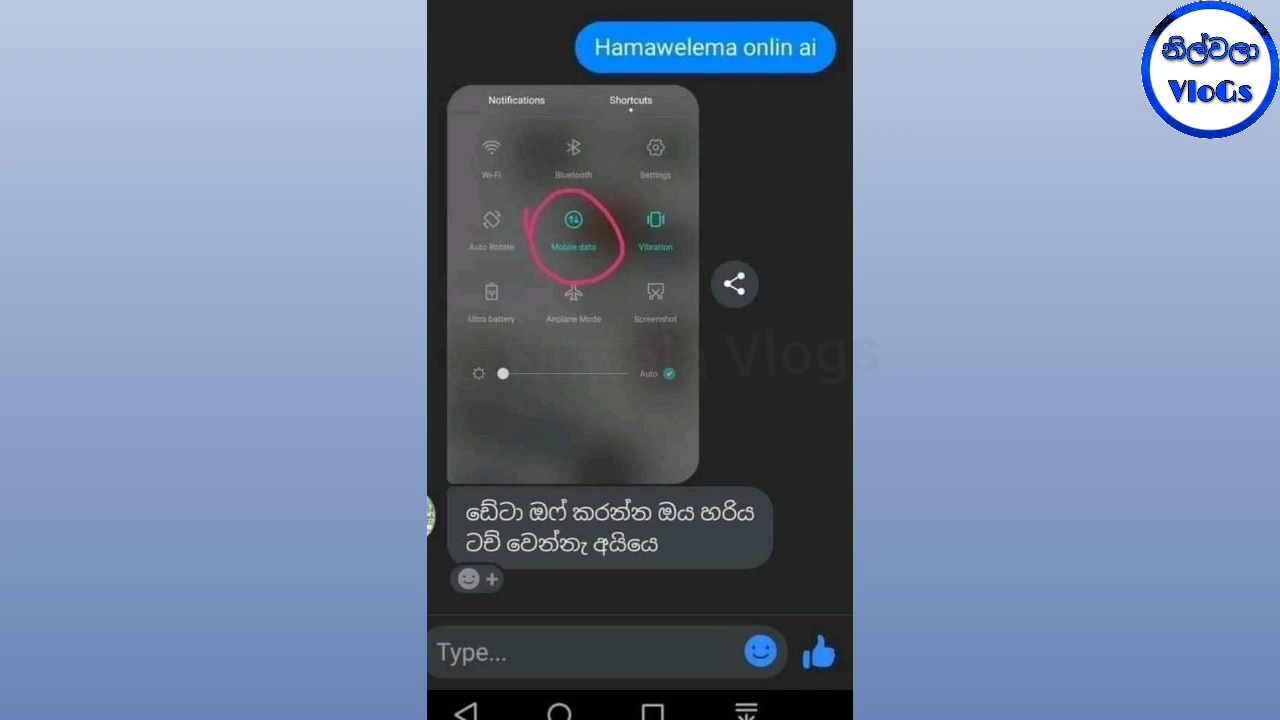 නිල්වලා
VloGs
Hamawelema onlin ai
Notifications Shortcuts
Wi-Fi Bluetooth Settings
Auto Rotate Mobile data Vibration
Ultra battery Airplane Mode Screenshot
Auto
ඩේටා ඔෆ් කරන්න ඔය හරිය
ටච් වෙන්නැ අයියෙ
Type...
Vlogs